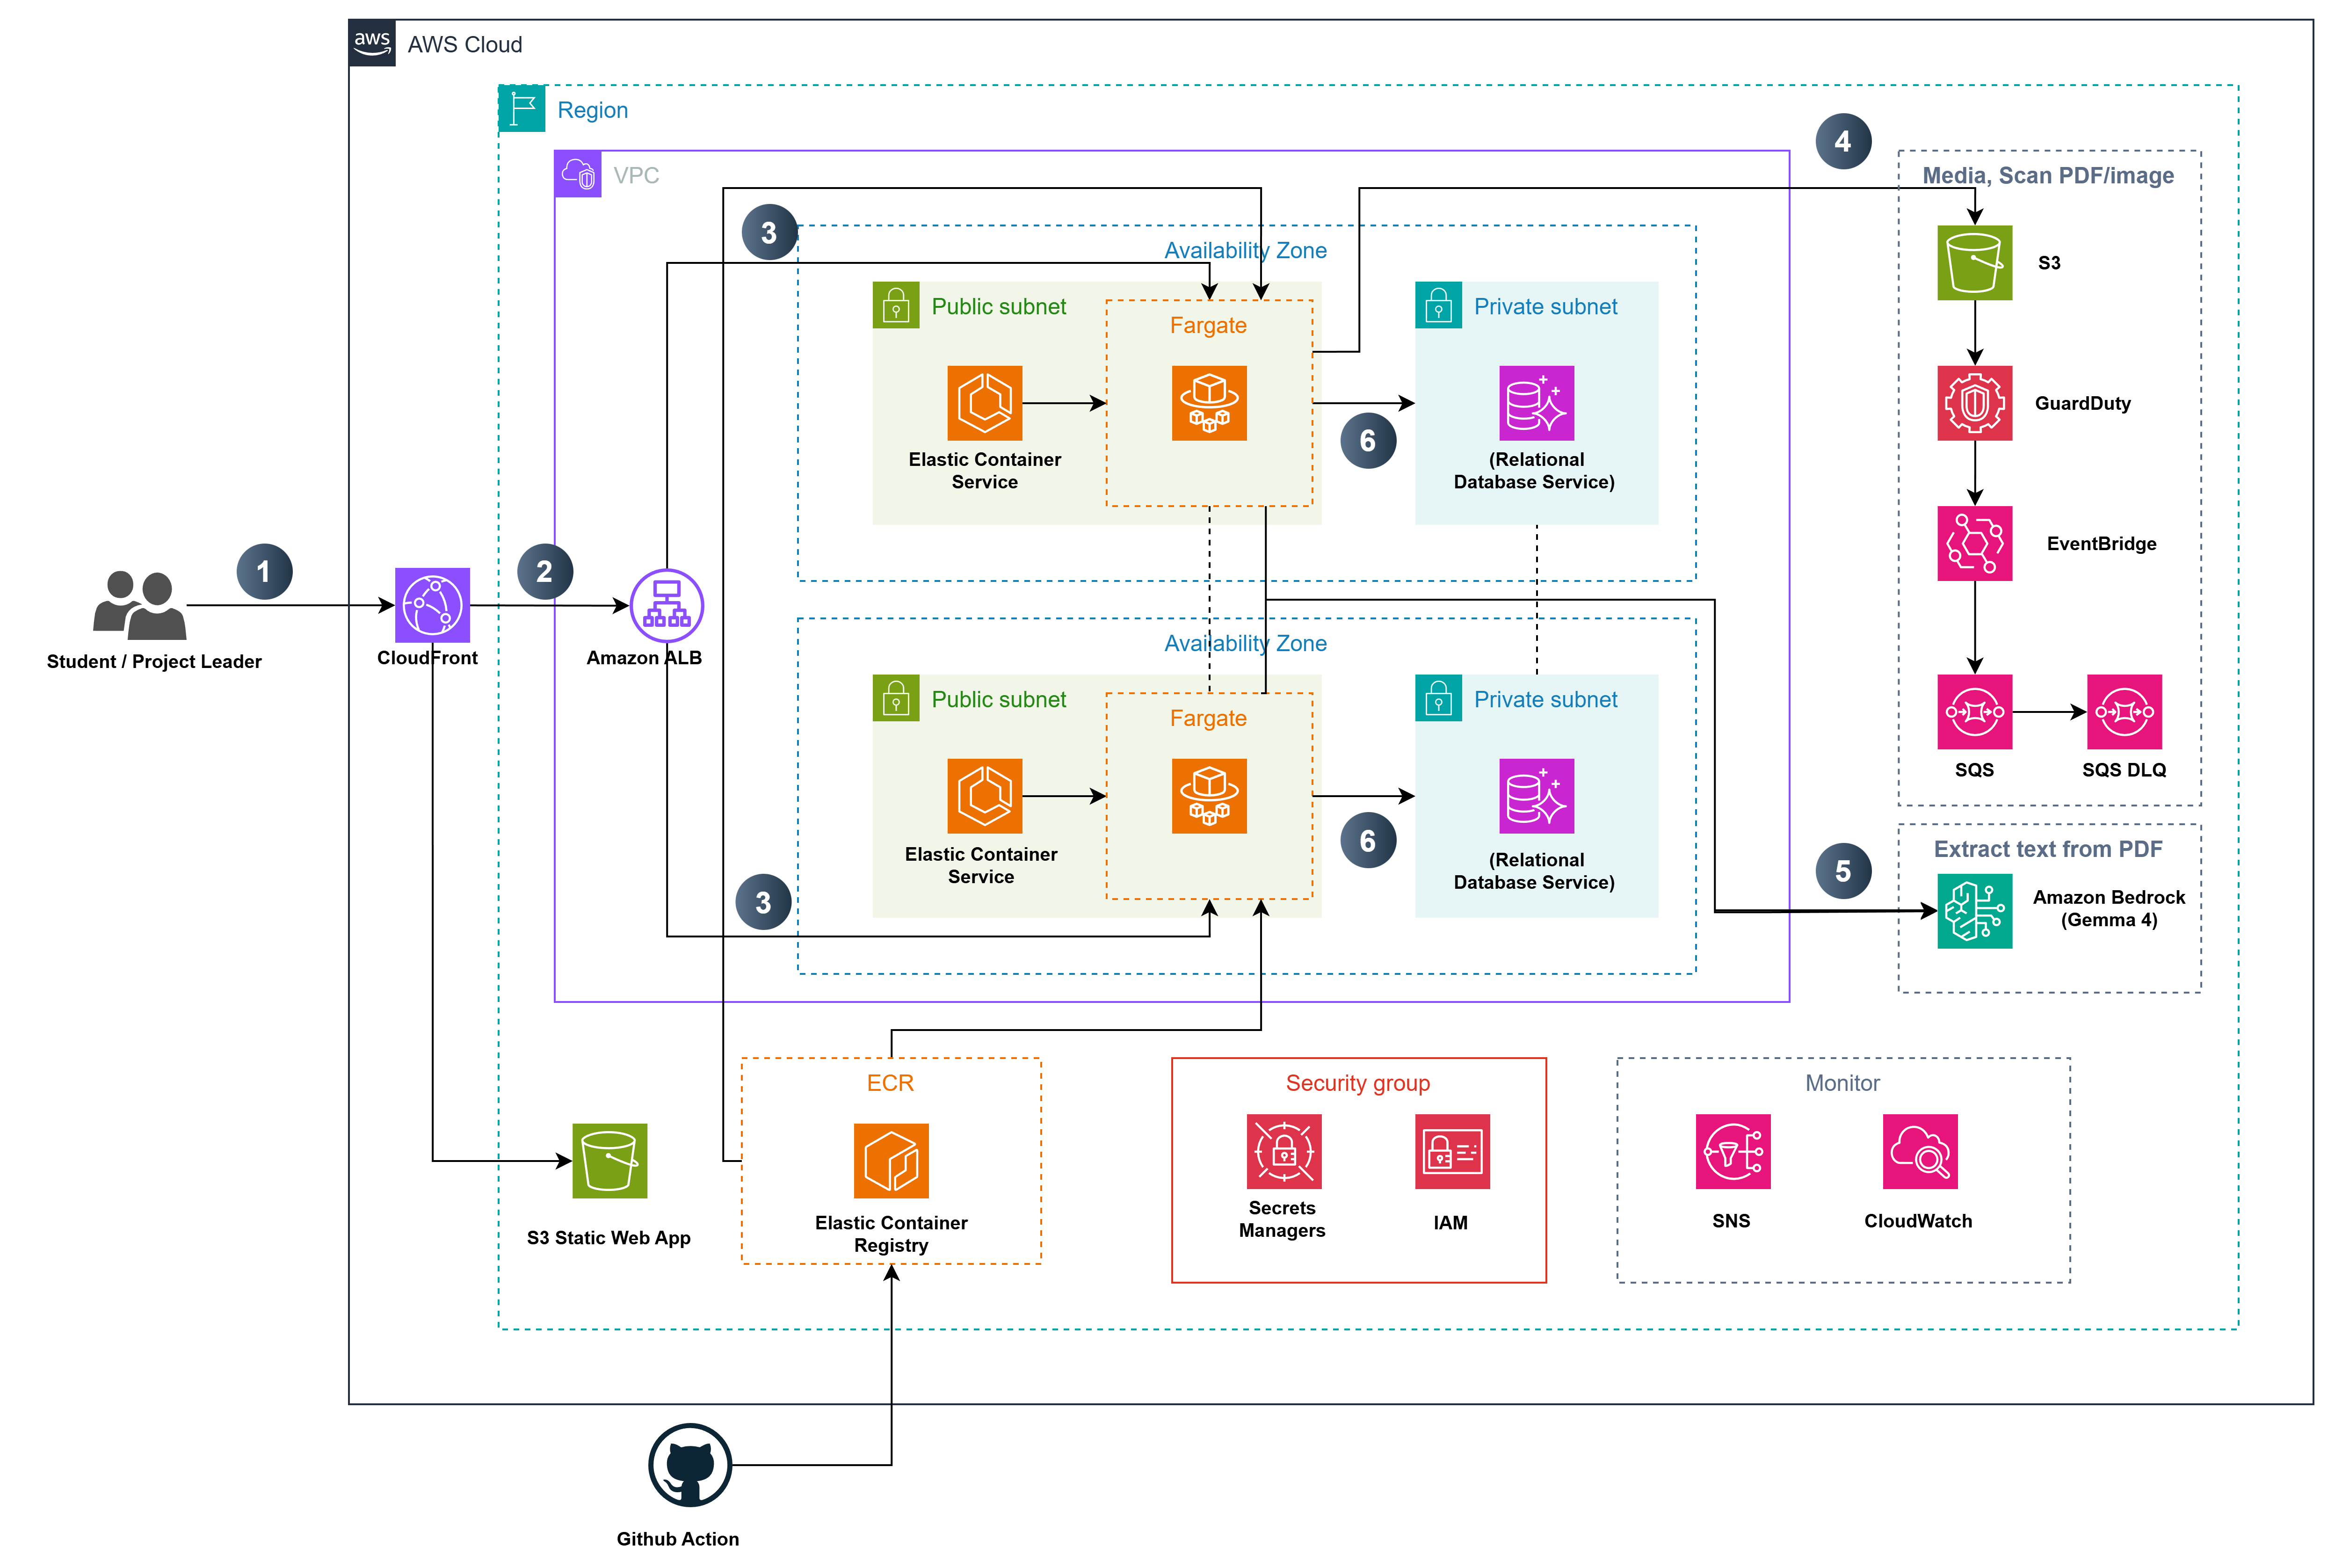 aws
AWS Cloud
Region
VPC
4
Media, Scan PDF/image
3
Availability Zone
S3
Public subnet
Fargate
Private subnet
GuardDuty
6
Elastic Container
Service
(Relational
Database Service)
EventBridge
1
2
Student / Project Leader
CloudFront
Amazon ALB
Availability Zone
Public subnet
Fargate
Private subnet
SQS
SQS DLQ
6
Elastic Container
Service
(Relational
Database Service)
3
5
Extract text from PDF
Amazon Bedrock
(Gemma 4)
ECR
Security group
Monitor
Elastic Container
Registry
Secrets
Managers
IAM
SNS
CloudWatch
S3 Static Web App
Github Action